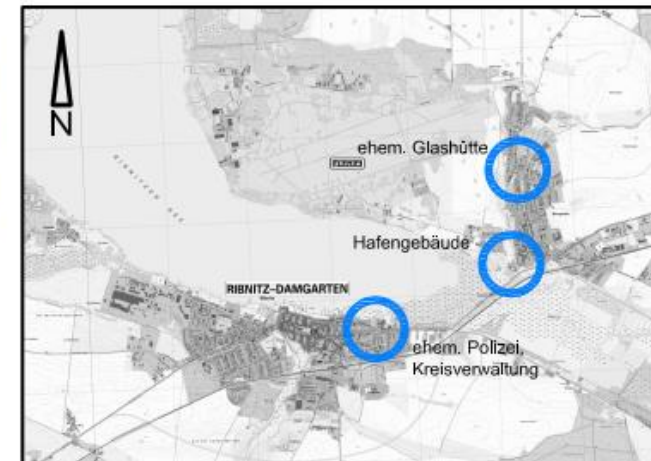 N
ehem. Glashütte
Hafengebäude
RIBNITZ-DAMGARTEN
ehem. Polizei,
Kreisverwaltung